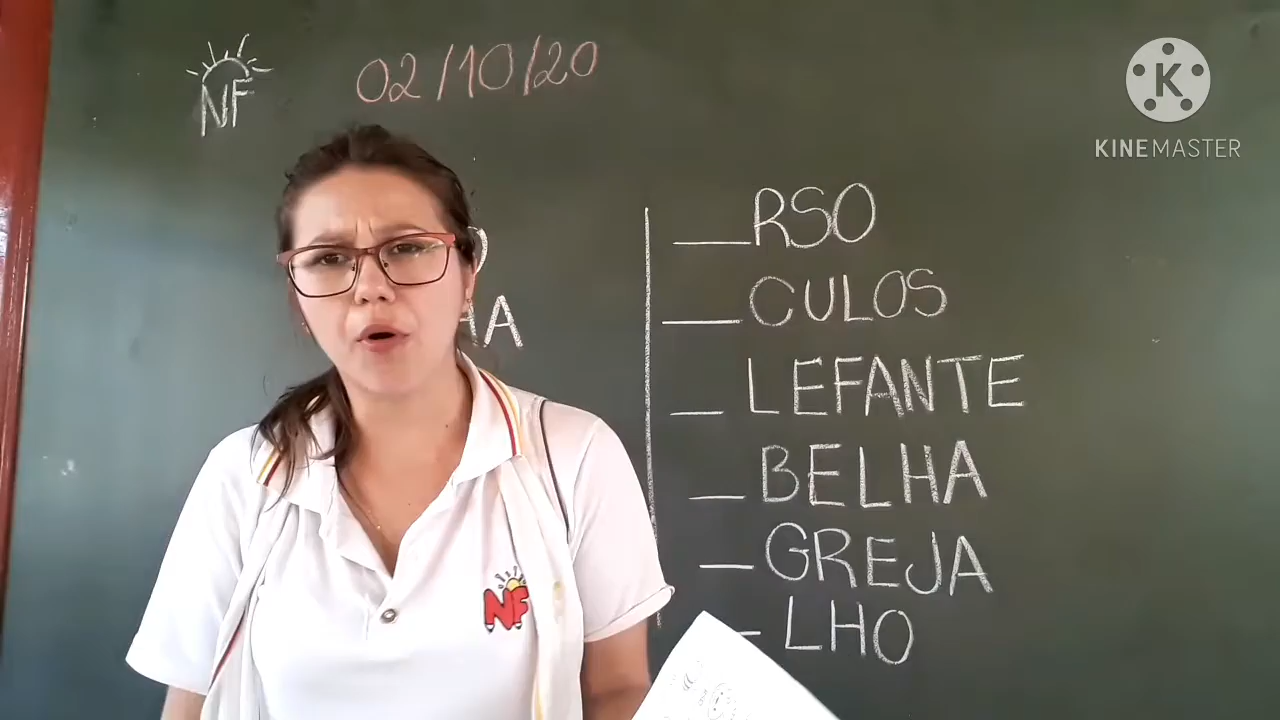 NF
02/10/20
K
KINEMASTER
__RSO
__CULOS
__LEFANTE
__BELHA
__GREJA
__LHO
NF